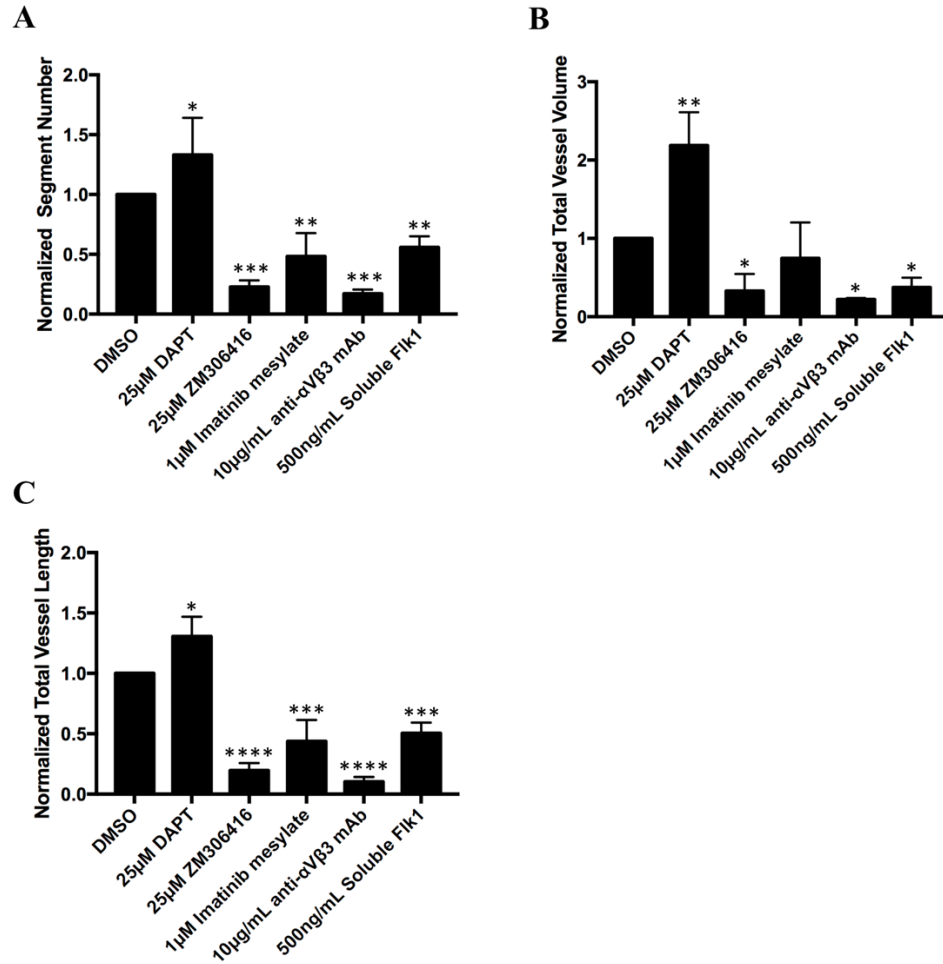 A
Normalized Segment Number
2.0
1.5
1.0
0.5
0.0
*
***
**
***
**
DMSO
25µM DAPT
25µM ZM306416
1µM Imatinib mesylate
10µg/mL anti-αVβ3 mAb
500ng/mL Soluble Flk1
B
Normalized Total Vessel Volume
3
2
1
0
**
*
*
*
DMSO
25µM DAPT
25µM ZM306416
1µM Imatinib mesylate
10µg/mL anti-αVβ3 mAb
500ng/mL Soluble Flk1
C
Normalized Total Vessel Length
2.0
1.5
1.0
0.5
0.0
*
****
***
****
***
DMSO
25µM DAPT
25µM ZM306416
1µM Imatinib mesylate
10µg/mL anti-αVβ3 mAb
500ng/mL Soluble Flk1